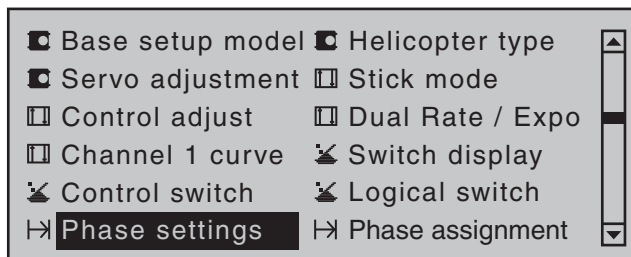 Base setup model Helicopter type
Servo adjustment Stick mode
Control adjust Dual Rate / Expo
Channel 1 curve Switch display
Control switch Logical switch
Phase settings Phase assignment